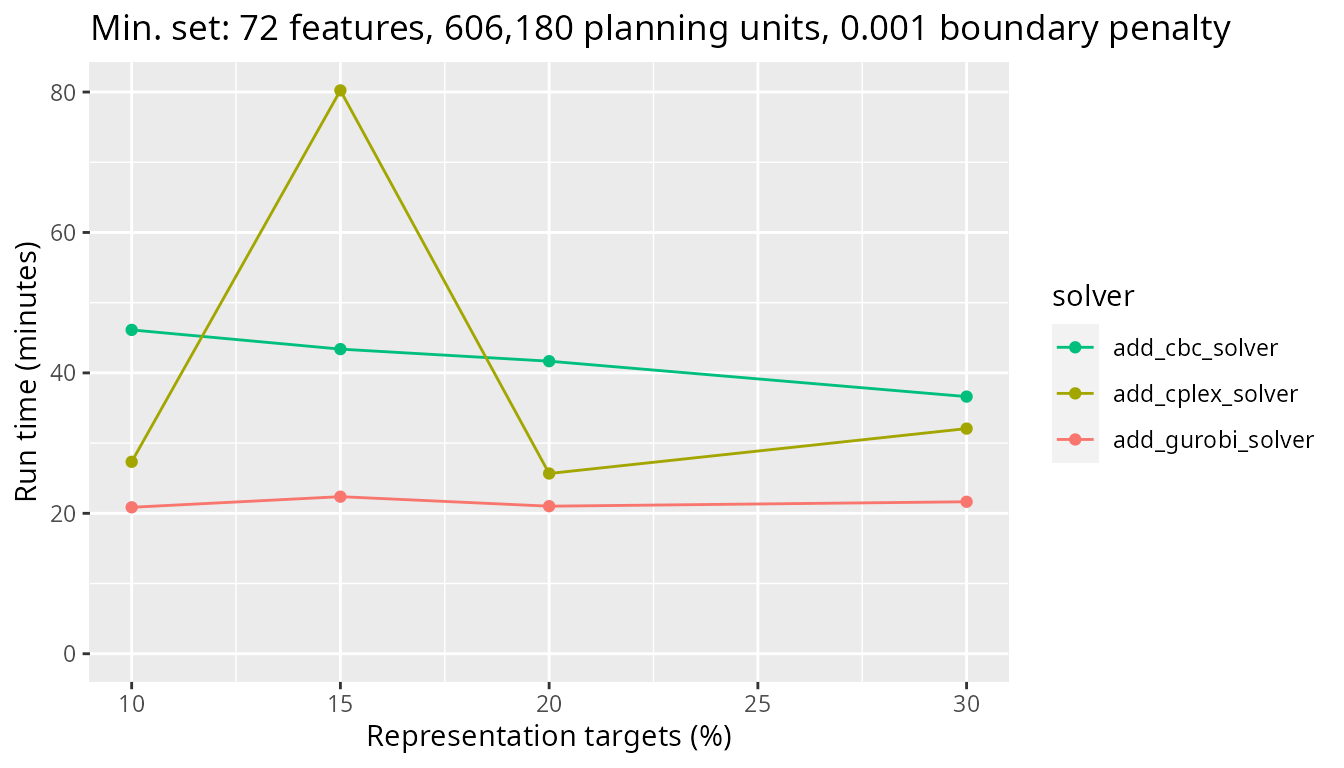 Min. set: 72 features, 606,180 planning units, 0.001 boundary penalty
Run time (minutes)
80
60
40
20
0
10 15 20 25 30
Representation targets (%)
solver
add_cbc_solver
add_cplex_solver
add_gurobi_solver